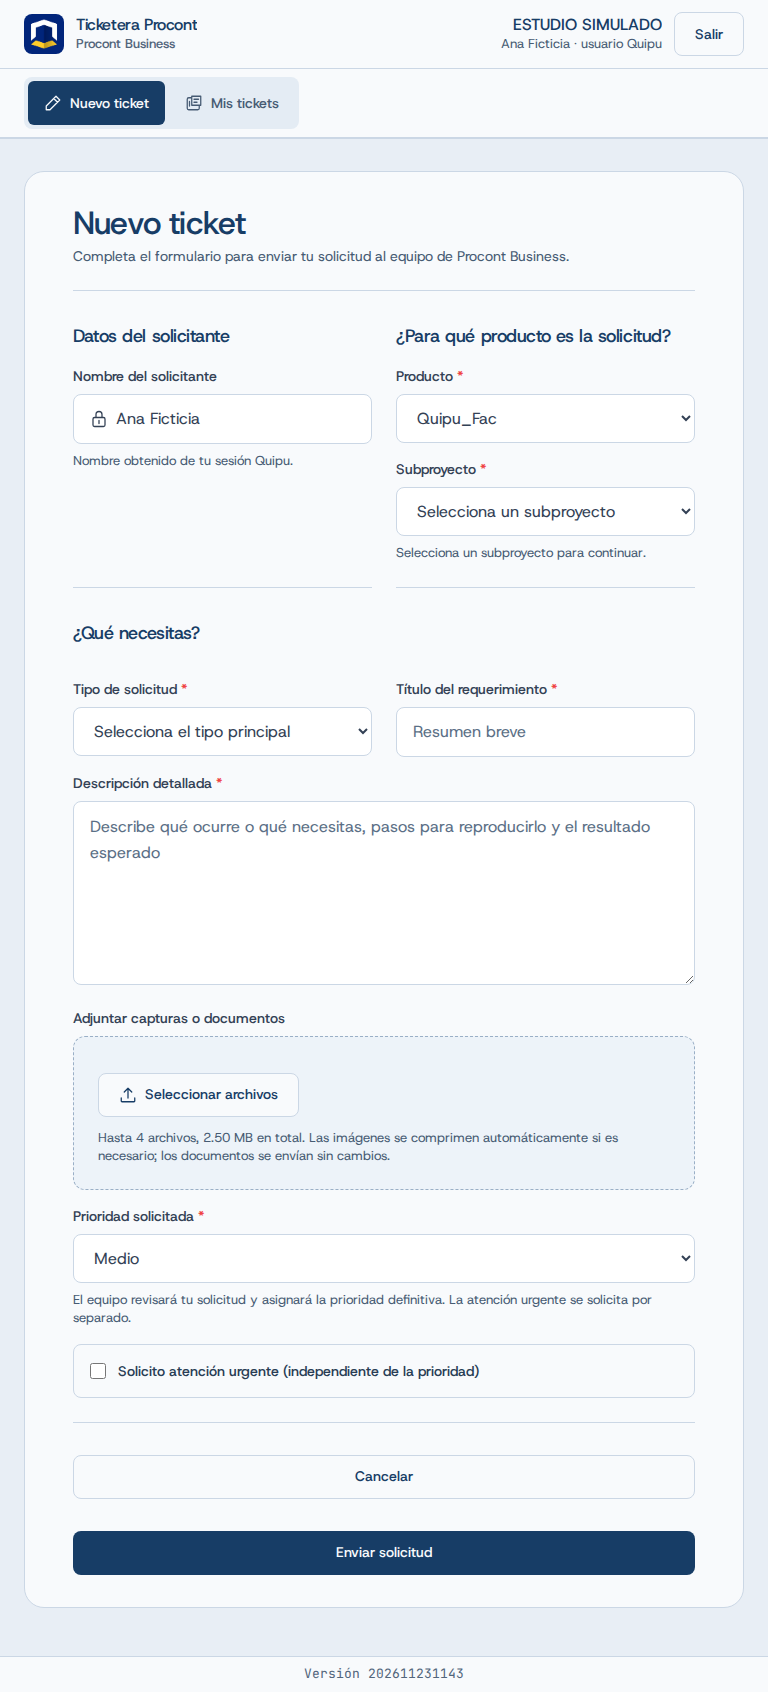 Ticketera Procont
Procont Business
ESTUDIO SIMULADO
Ana Ficticia · usuario Quipu
Salir
Nuevo ticket
Mis tickets
Nuevo ticket
Completa el formulario para enviar tu solicitud al equipo de Procont Business.
Datos del solicitante
Nombre del solicitante
Ana Ficticia
Nombre obtenido de tu sesión Quipu.
¿Para qué producto es la solicitud?
Producto *
Quipu_Fac
Subproyecto *
Selecciona un subproyecto
Selecciona un subproyecto para continuar.
¿Qué necesitas?
Tipo de solicitud *
Selecciona el tipo principal
Título del requerimiento *
Resumen breve
Descripción detallada *
Describe qué ocurre o qué necesitas, pasos para reproducirlo y el resultado
esperado
Adjuntar capturas o documentos
Seleccionar archivos
Hasta 4 archivos, 2.50 MB en total. Las imágenes se comprimen automáticamente si es
necesario; los documentos se envían sin cambios.
Prioridad solicitada *
Medio
El equipo revisará tu solicitud y asignará la prioridad definitiva. La atención urgente se solicita por
separado.
Solicito atención urgente (independiente de la prioridad)
Cancelar
Enviar solicitud
Versión 202611231143